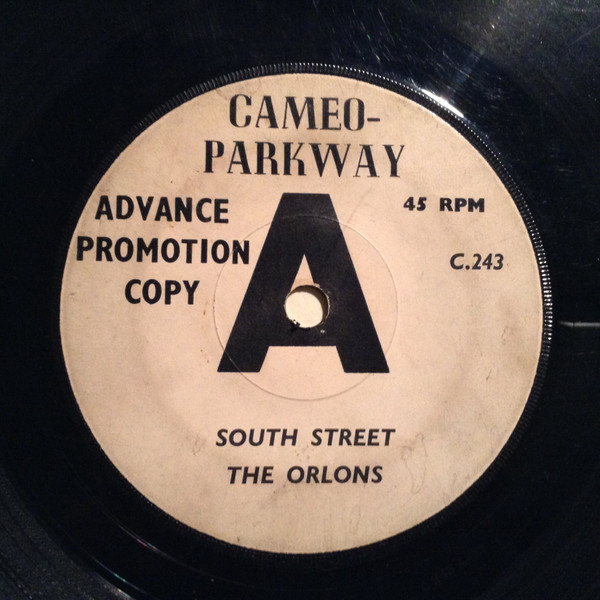 CAMEO-
PARKWAY
ADVANCE
PROMOTION
COPY
A
45 RPM
C.243
SOUTH STREET
THE ORLONS